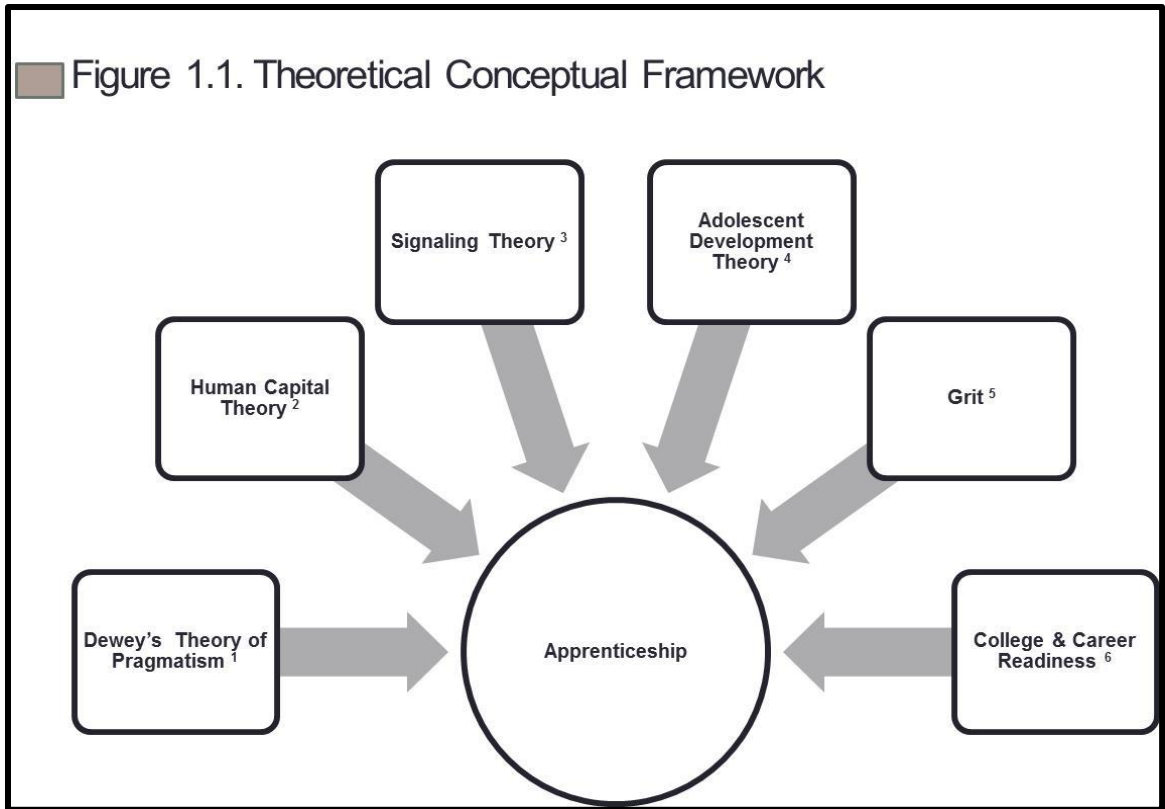 Figure 1.1. Theoretical Conceptual Framework
Signaling Theory 3
Adolescent
Development
Theory 4
Human Capital
Theory 2
Grit 5
Dewey's Theory of
Pragmatism 1
Apprenticeship
College & Career
Readiness 6